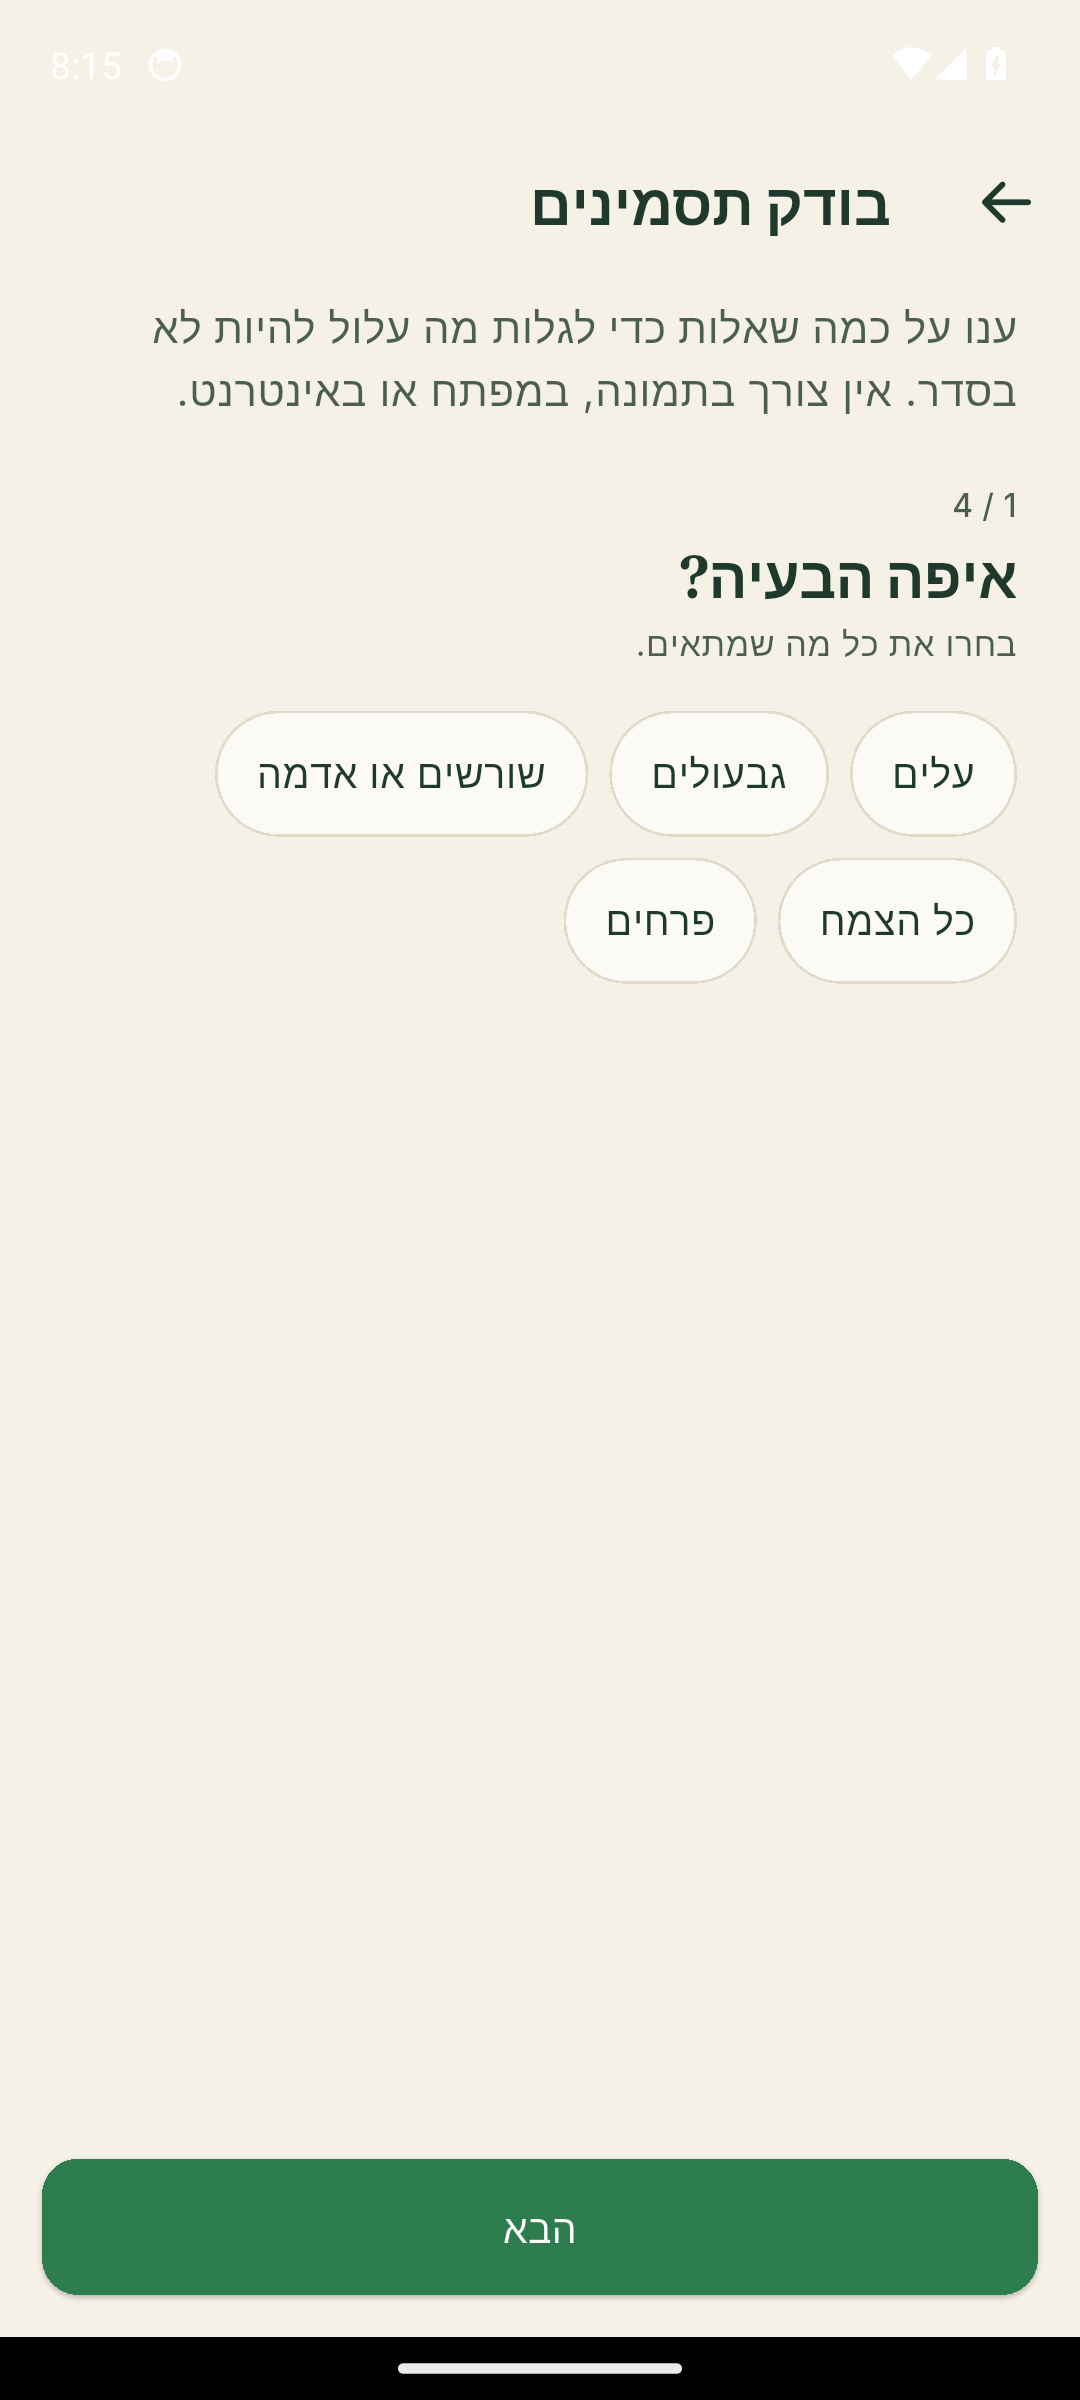 8:15
בודק תסמינים
ענו על כמה שאלות כדי לגלות מה עלול להיות לא
בסדר. אין צורך בתמונה, במפתח או באינטרנט.
1 / 4
איפה הבעיה?
בחרו את כל מה שמתאים.
עלים
גבעולים
שורשים או אדמה
כל הצמח
פרחים
הבא